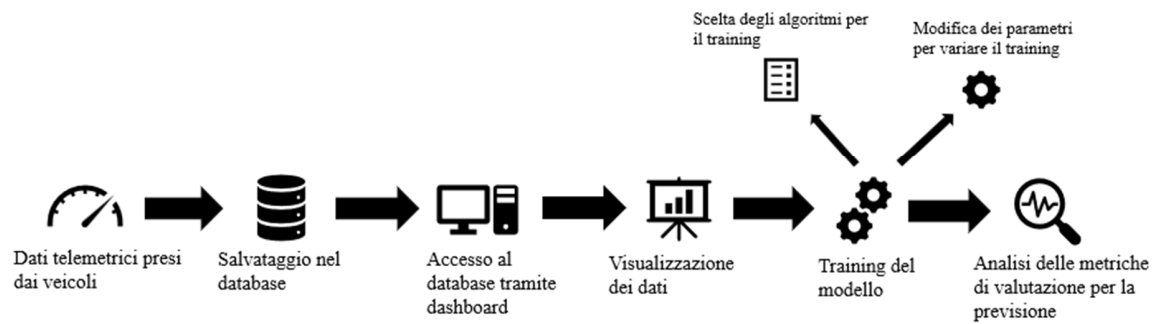 Scelta degli algoritmi per
il training
Modifica dei parametri
per variare il training
Dati telemetrici presi
dai veicoli
Salvataggio nel
database
Accesso al
database tramite
dashboard
Visualizzazione
dei dati
Training del
modello
Analisi delle metriche
di valutazione per la
previsione